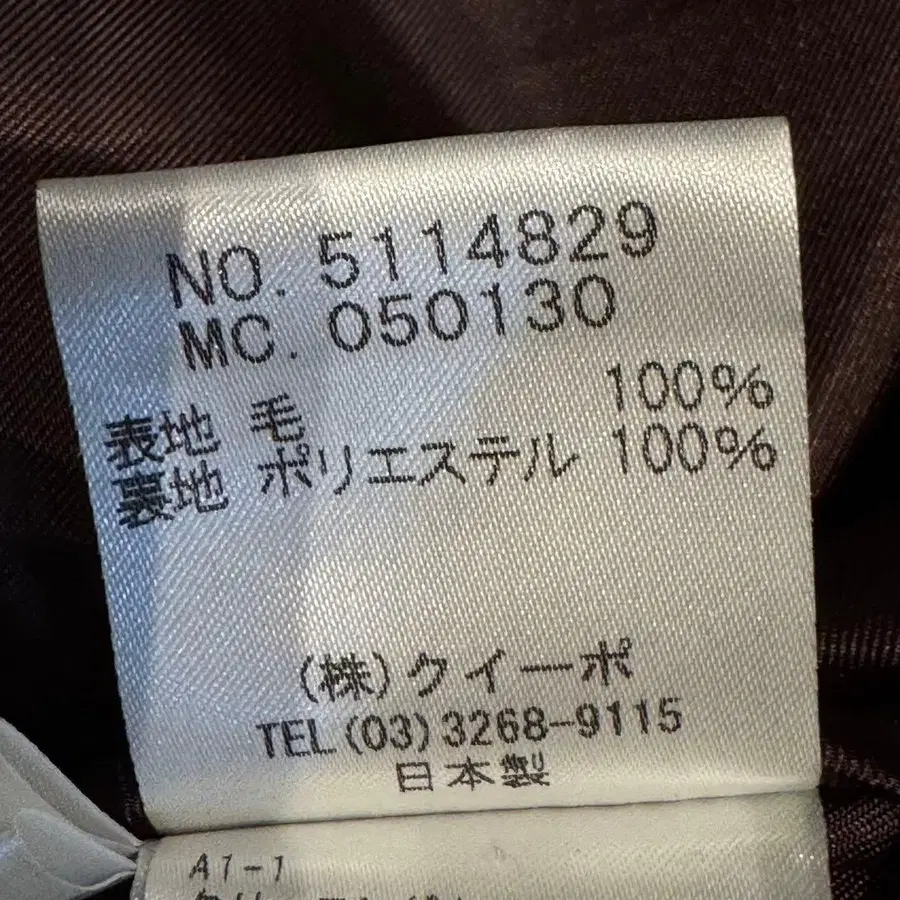 NO. 5114829
MC. 050130
表地 毛 100%
裏地 ポリエステル 100%
(株)クイーポ
TEL(03)3268-9115
日本製
A1-1